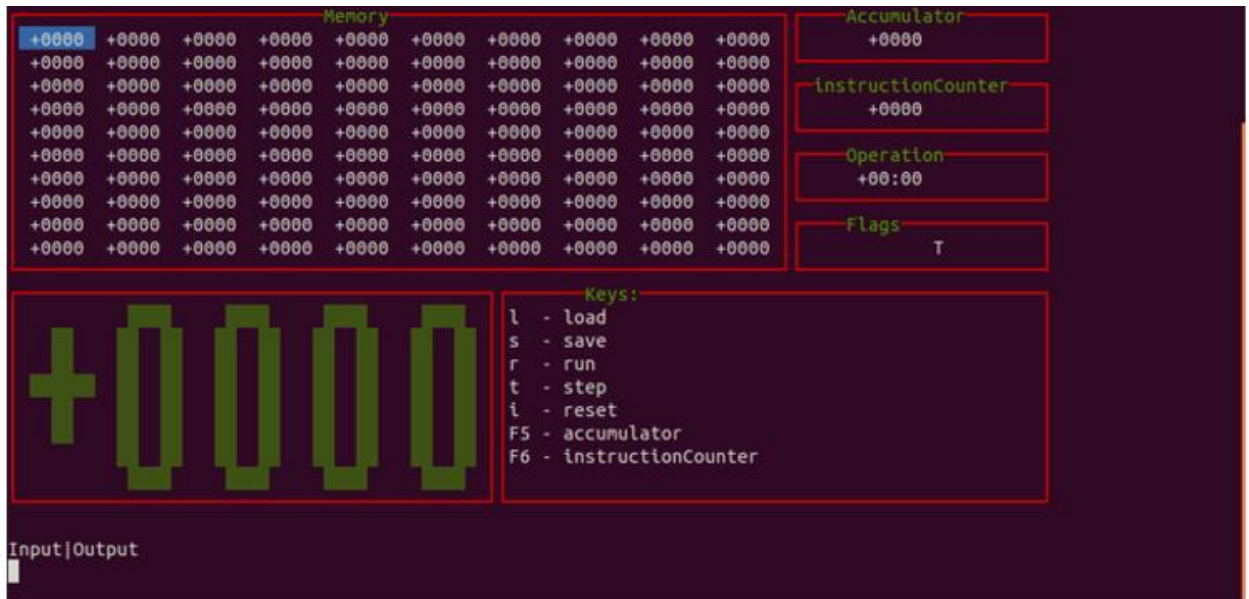 Memory
+0000 +0000 +0000 +0000 +0000 +0000 +0000 +0000 +0000 +0000
+0000 +0000 +0000 +0000 +0000 +0000 +0000 +0000 +0000 +0000
+0000 +0000 +0000 +0000 +0000 +0000 +0000 +0000 +0000 +0000
+0000 +0000 +0000 +0000 +0000 +0000 +0000 +0000 +0000 +0000
+0000 +0000 +0000 +0000 +0000 +0000 +0000 +0000 +0000 +0000
+0000 +0000 +0000 +0000 +0000 +0000 +0000 +0000 +0000 +0000
+0000 +0000 +0000 +0000 +0000 +0000 +0000 +0000 +0000 +0000
+0000 +0000 +0000 +0000 +0000 +0000 +0000 +0000 +0000 +0000
+0000 +0000 +0000 +0000 +0000 +0000 +0000 +0000 +0000 +0000
+0000 +0000 +0000 +0000 +0000 +0000 +0000 +0000 +0000 +0000
Accumulator
+0000
instructionCounter
+0000
Operation
+00:00
Flags
T
+0000
Keys:
l - load
s - save
r - run
t - step
i - reset
F5 - accumulator
F6 - instructionCounter
Input|Output